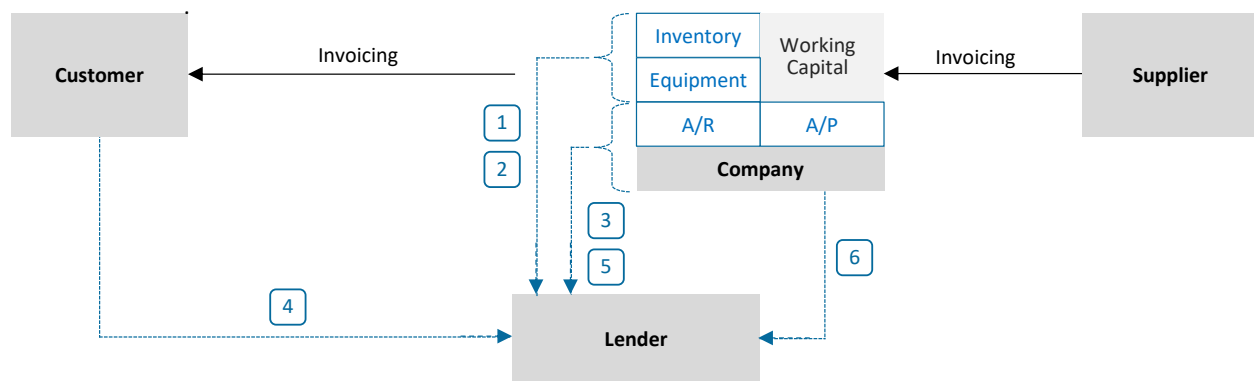 Customer
Invoicing
Inventory
Equipment
Working
Capital
Invoicing
Supplier
A/R
A/P
Company
1
2
3
5
6
4
Lender